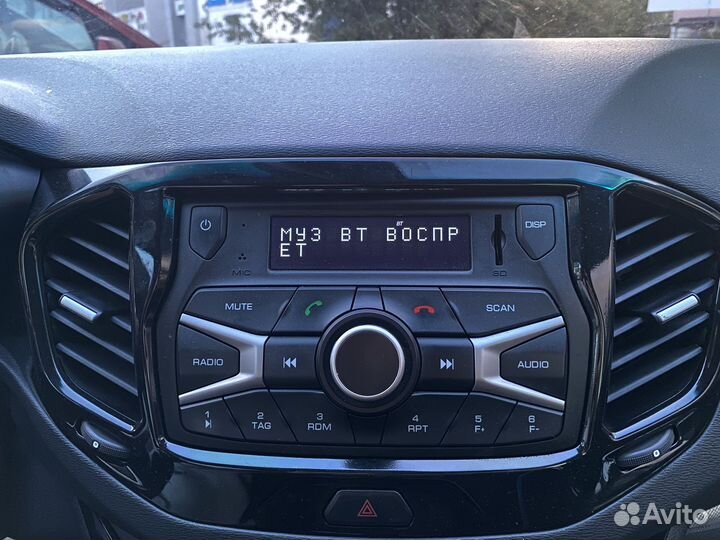 DISP
BT
МУЗ ВТ ВОСПР
ЕТ
MIC
SD
MUTE
SCAN
RADIO
AUDIO
1
2
TAG
3
RDM
4
RPT
5
F+
6
F-
Avito